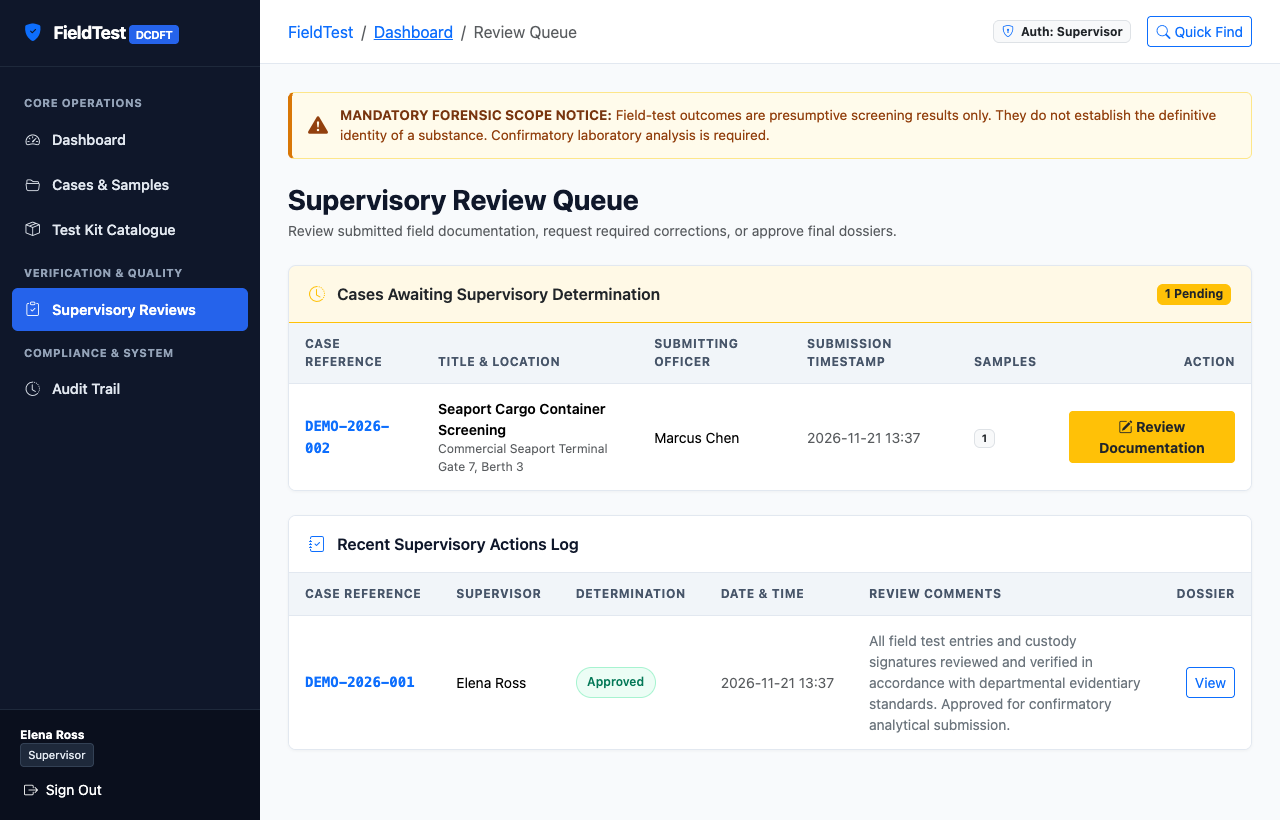 FieldTest DCDFT
CORE OPERATIONS
Dashboard
Cases & Samples
Test Kit Catalogue
VERIFICATION & QUALITY
Supervisory Reviews
COMPLIANCE & SYSTEM
Audit Trail
Elena Ross
Supervisor
Sign Out
FieldTest / Dashboard / Review Queue
Auth: Supervisor
Quick Find
MANDATORY FORENSIC SCOPE NOTICE: Field-test outcomes are presumptive screening results only. They do not establish the definitive
identity of a substance. Confirmatory laboratory analysis is required.
Supervisory Review Queue
Review submitted field documentation, request required corrections, or approve final dossiers.
Cases Awaiting Supervisory Determination
1 Pending
CASE
REFERENCE
TITLE & LOCATION
SUBMITTING
OFFICER
SUBMISSION
TIMESTAMP
SAMPLES
ACTION
DEMO-2026-
002
Seaport Cargo Container
Screening
Commercial Seaport Terminal
Gate 7, Berth 3
Marcus Chen
2026-11-21 13:37
1
Review
Documentation
Recent Supervisory Actions Log
CASE REFERENCE
SUPERVISOR
DETERMINATION
DATE & TIME
REVIEW COMMENTS
DOSSIER
DEMO-2026-001
Elena Ross
Approved
2026-11-21 13:37
All field test entries and custody
signatures reviewed and verified in
accordance with departmental evidentiary
standards. Approved for confirmatory
analytical submission.
View